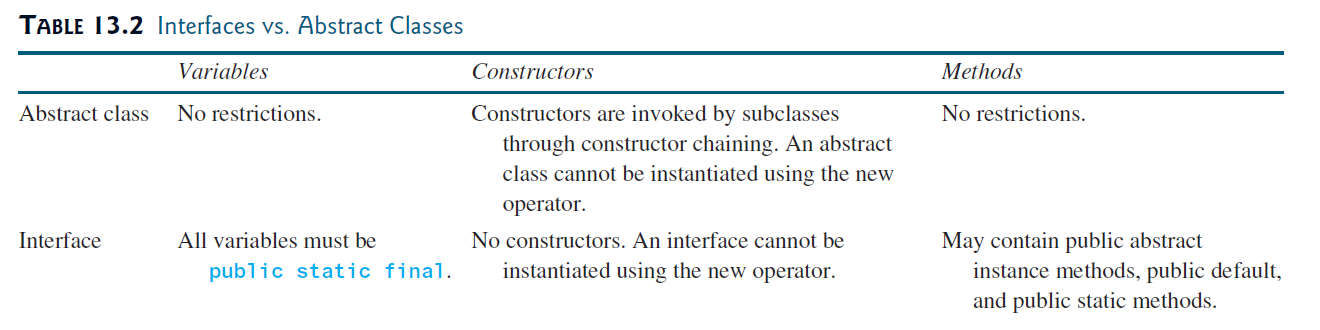 TABLE 13.2 Interfaces vs. Abstract Classes
Variables Constructors Methods
Abstract class No restrictions. Constructors are invoked by subclasses No restrictions.
through constructor chaining. An abstract
class cannot be instantiated using the new
operator.
Interface All variables must be No constructors. An interface cannot be May contain public abstract
public static final. instantiated using the new operator. instance methods, public default,
and public static methods.